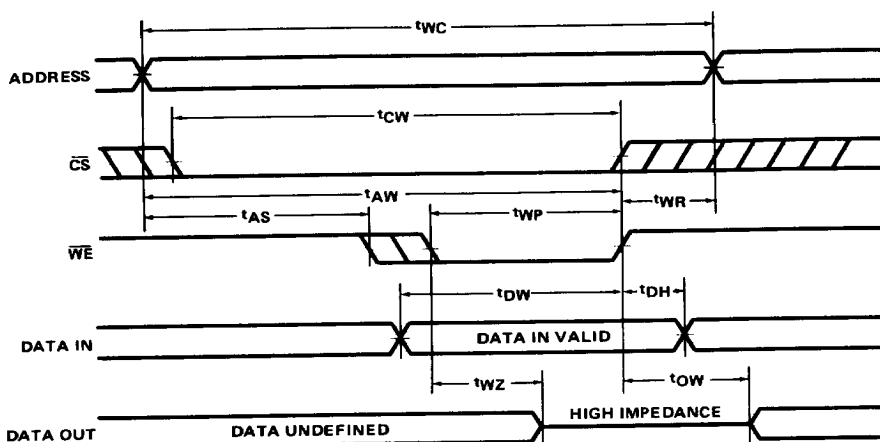 tWC
ADDRESS
tCW
CS
tAW
tAS
tWP
tWR
WE
tDW
tDH
DATA IN
DATA IN VALID
tWZ
tOW
HIGH IMPEDANCE
DATA OUT
DATA UNDEFINED